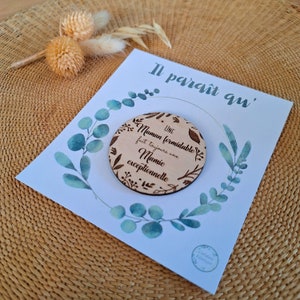 Il paraît qu'
une
Maman formidable
fait toujours une
Mamie
exceptionnelle